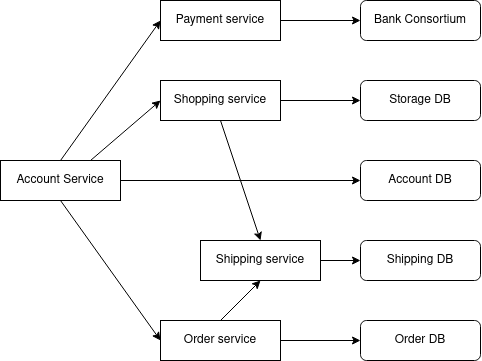 Payment service
Bank Consortium
Shopping service
Storage DB
Account Service
Account DB
Shipping service
Shipping DB
Order service
Order DB